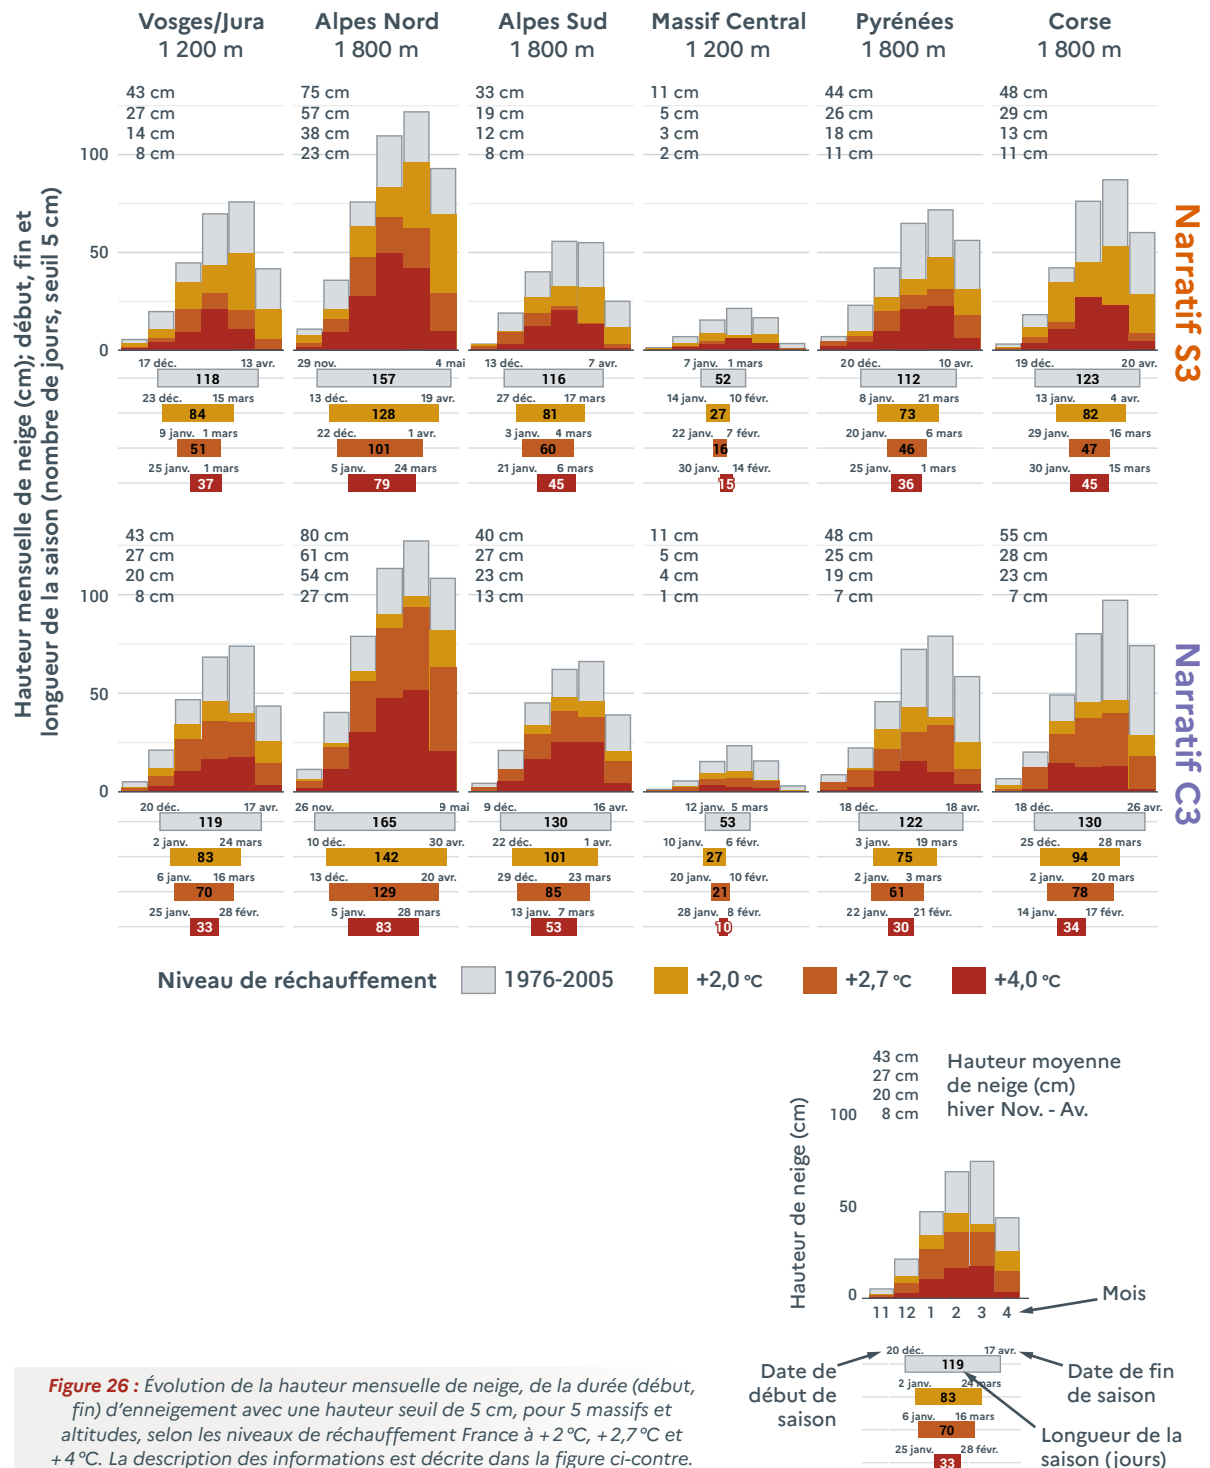 Vosges/Jura Alpes Nord Alpes Sud Massif Central Pyrénées Corse
1 200 m 1 800 m 1 800 m 1 200 m 1 800 m 1 800 m
Hauteur mensuelle de neige (cm); début, fin et
longueur de la saison (nombre de jours, seuil 5 cm)
43 cm 75 cm 33 cm 11 cm 44 cm 48 cm
27 cm 57 cm 19 cm 5 cm 26 cm 29 cm
14 cm 38 cm 12 cm 3 cm 18 cm 13 cm
100 8 cm 23 cm 8 cm 2 cm 11 cm 11 cm
50
0
Narratif S3
17 déc. 13 avr. 29 nov. 4 mai 13 déc. 7 avr. 7 janv. 1 mars 20 déc. 10 avr. 19 déc. 20 avr.
118 157 116 52 112 123
23 déc. 15 mars 13 déc. 19 avr. 27 déc. 17 mars 14 janv. 10 févr. 8 janv. 21 mars 13 janv. 4 avr.
84 128 81 27 73 82
9 janv. 1 mars 22 déc. 1 avr. 3 janv. 4 mars 22 janv. 7 févr. 20 janv. 6 mars 29 janv. 16 mars
51 101 60 16 46 47
25 janv. 1 mars 5 janv. 24 mars 21 janv. 6 mars 30 janv. 14 févr. 25 janv. 1 mars 30 janv. 15 mars
37 79 45 15 36 45
43 cm 80 cm 40 cm 11 cm 48 cm 55 cm
27 cm 61 cm 27 cm 5 cm 25 cm 28 cm
20 cm 54 cm 23 cm 4 cm 19 cm 23 cm
100 8 cm 27 cm 13 cm 1 cm 7 cm 7 cm
50
0
Narratif C3
20 déc. 17 avr. 26 nov. 9 mai 9 déc. 16 avr. 12 janv. 5 mars 18 déc. 18 avr. 18 déc. 26 avr.
119 165 130 53 122 130
2 janv. 24 mars 10 déc. 30 avr. 22 déc. 1 avr. 10 janv. 6 févr. 3 janv. 19 mars 25 déc. 28 mars
83 142 101 27 75 94
6 janv. 16 mars 13 déc. 20 avr. 29 déc. 23 mars 20 janv. 10 févr. 2 janv. 3 mars 2 janv. 20 mars
70 129 85 21 61 78
25 janv. 28 févr. 5 janv. 28 mars 13 janv. 7 mars 28 janv. 8 févr. 22 janv. 21 févr. 14 janv. 17 févr.
33 83 53 10 30 34
Niveau de réchauffement 1976-2005 +2,0 °C +2,7 °C +4,0 °C
43 cm
27 cm
20 cm
100 8 cm
Hauteur moyenne
de neige (cm)
hiver Nov. - Av.
Hauteur de neige (cm)
50
0
11 12 1 2 3 4
Mois
20 déc. 17 avr.
119
2 janv. 24 mars
83
6 janv. 16 mars
70
25 janv. 28 févr.
33
Date de
début de
saison
Date de fin
de saison
Longueur de la
saison (jours)
Figure 26 : Évolution de la hauteur mensuelle de neige, de la durée (début,
fin) d'enneigement avec une hauteur seuil de 5 cm, pour 5 massifs et
altitudes, selon les niveaux de réchauffement France à +2 °C, +2,7 °C et
+4 °C. La description des informations est décrite dans la figure ci-contre.